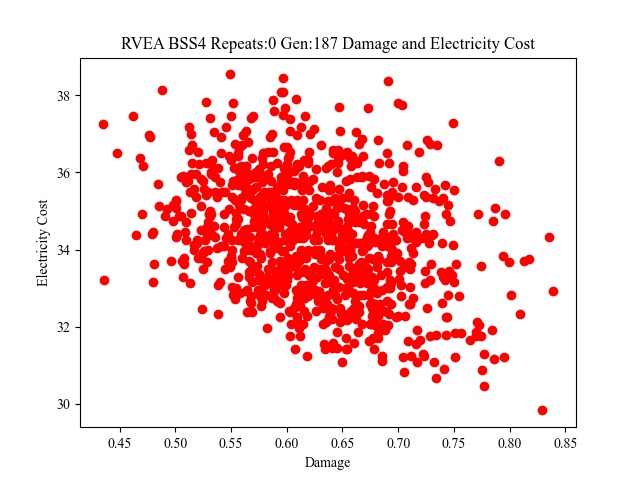 RVEA BSS4 Repeats:0 Gen:187 Damage and Electricity Cost
38
36
34
32
30
Electricity Cost
0.45 0.50 0.55 0.60 0.65 0.70 0.75 0.80 0.85
Damage